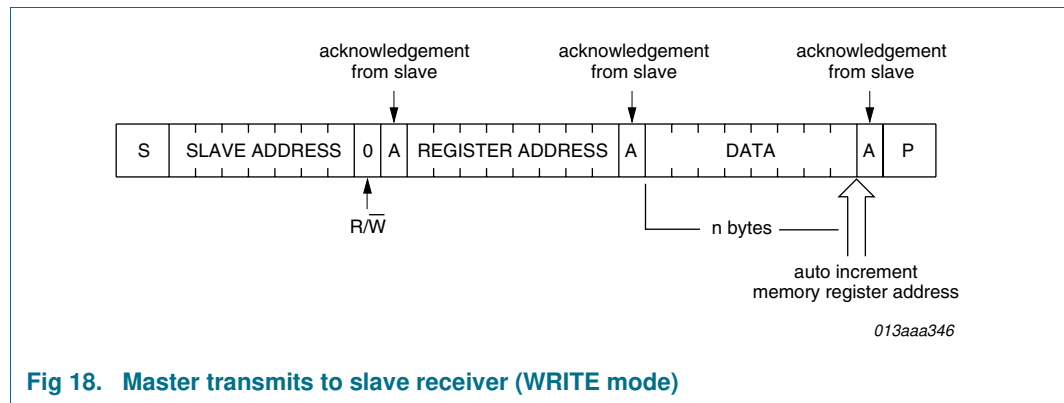 acknowledgement
from slave
acknowledgement
from slave
acknowledgement
from slave
S SLAVE ADDRESS 0 A REGISTER ADDRESS A DATA A P
R/W̅
n bytes
auto increment
memory register address
013aaa346
Fig 18. Master transmits to slave receiver (WRITE mode)